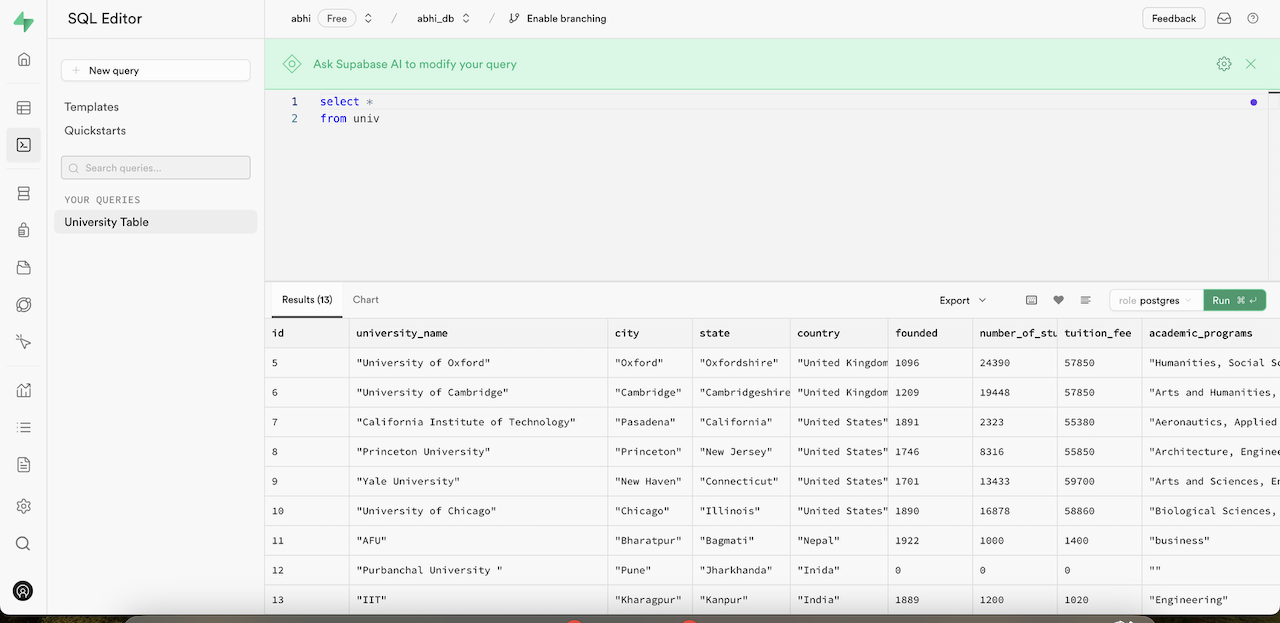 SQL Editor
abhi Free / abhi_db / Enable branching
Feedback
New query
Templates
Quickstarts
Search queries...
YOUR QUERIES
University Table
Ask Supabase AI to modify your query
1 select *
2 from univ
Results (13) Chart
Export
role postgres
Run ⌘ ↵
id university_name city state country founded number_of_stu tuition_fee academic_programs
5 "University of Oxford" "Oxford" "Oxfordshire" "United Kingdom 1096 24390 57850 "Humanities, Social Sc
6 "University of Cambridge" "Cambridge" "Cambridgeshire "United Kingdom 1209 19448 57850 "Arts and Humanities,
7 "California Institute of Technology" "Pasadena" "California" "United States" 1891 2323 55380 "Aeronautics, Applied
8 "Princeton University" "Princeton" "New Jersey" "United States" 1746 8316 55850 "Architecture, Enginee
9 "Yale University" "New Haven" "Connecticut" "United States" 1701 13433 59700 "Arts and Sciences, En
10 "University of Chicago" "Chicago" "Illinois" "United States" 1890 16878 58860 "Biological Sciences,
11 "AFU" "Bharatpur" "Bagmati" "Nepal" 1922 1000 1400 "business"
12 "Purbanchal University " "Pune" "Jharkhanda" "Inida" 0 0 0 ""
13 "IIT" "Kharagpur" "Kanpur" "India" 1889 1200 1020 "Engineering"